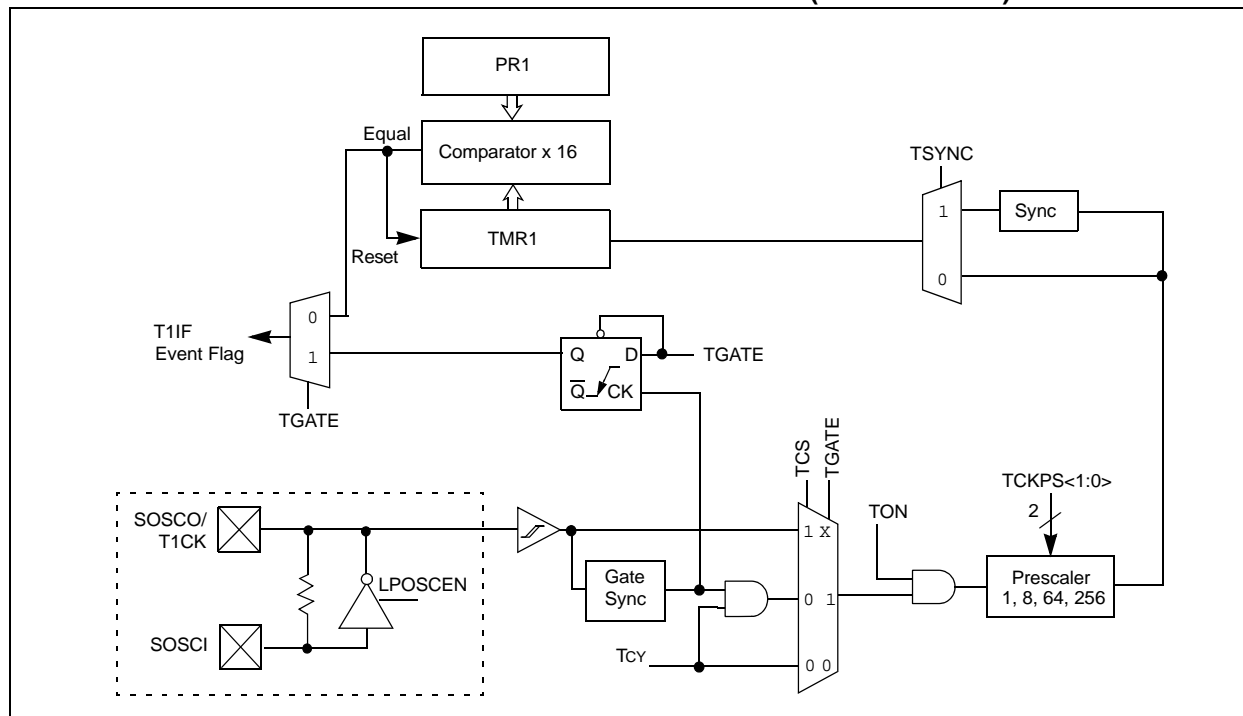 PR1
Equal
Comparator x 16
TSYNC
1
Sync
TMR1
Reset
0
0
T1IF
Event Flag
1
Q
D
TGATE
Q̅
CK
TGATE
TCS
TGATE
TCKPS<1:0>
2
SOSCO/
T1CK
TON
1 X
LPOSCEN
Gate
Sync
Prescaler
1, 8, 64, 256
0 1
SOSCI
TCY
0 0